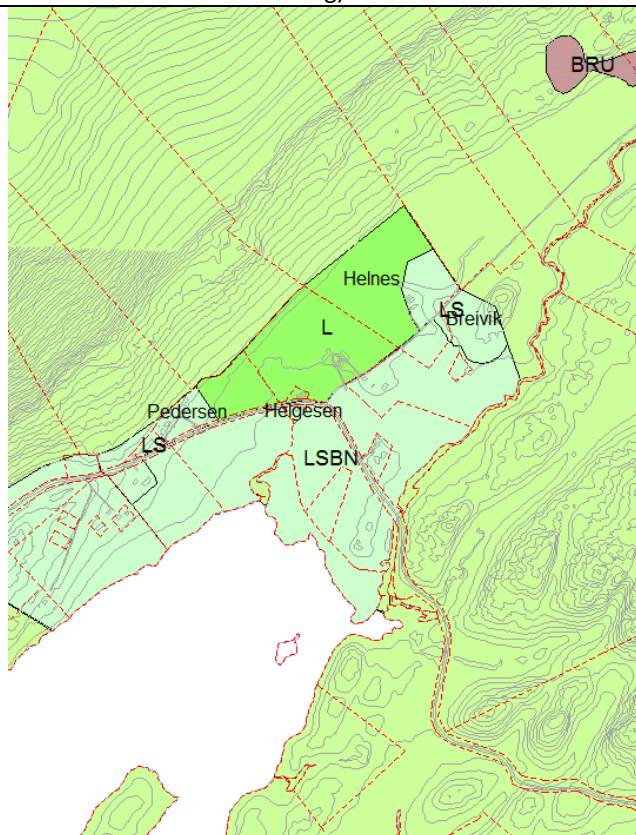 BRU
Helnes
LS
Breivik
L
Pedersen
Helgesen
LS
LSBN